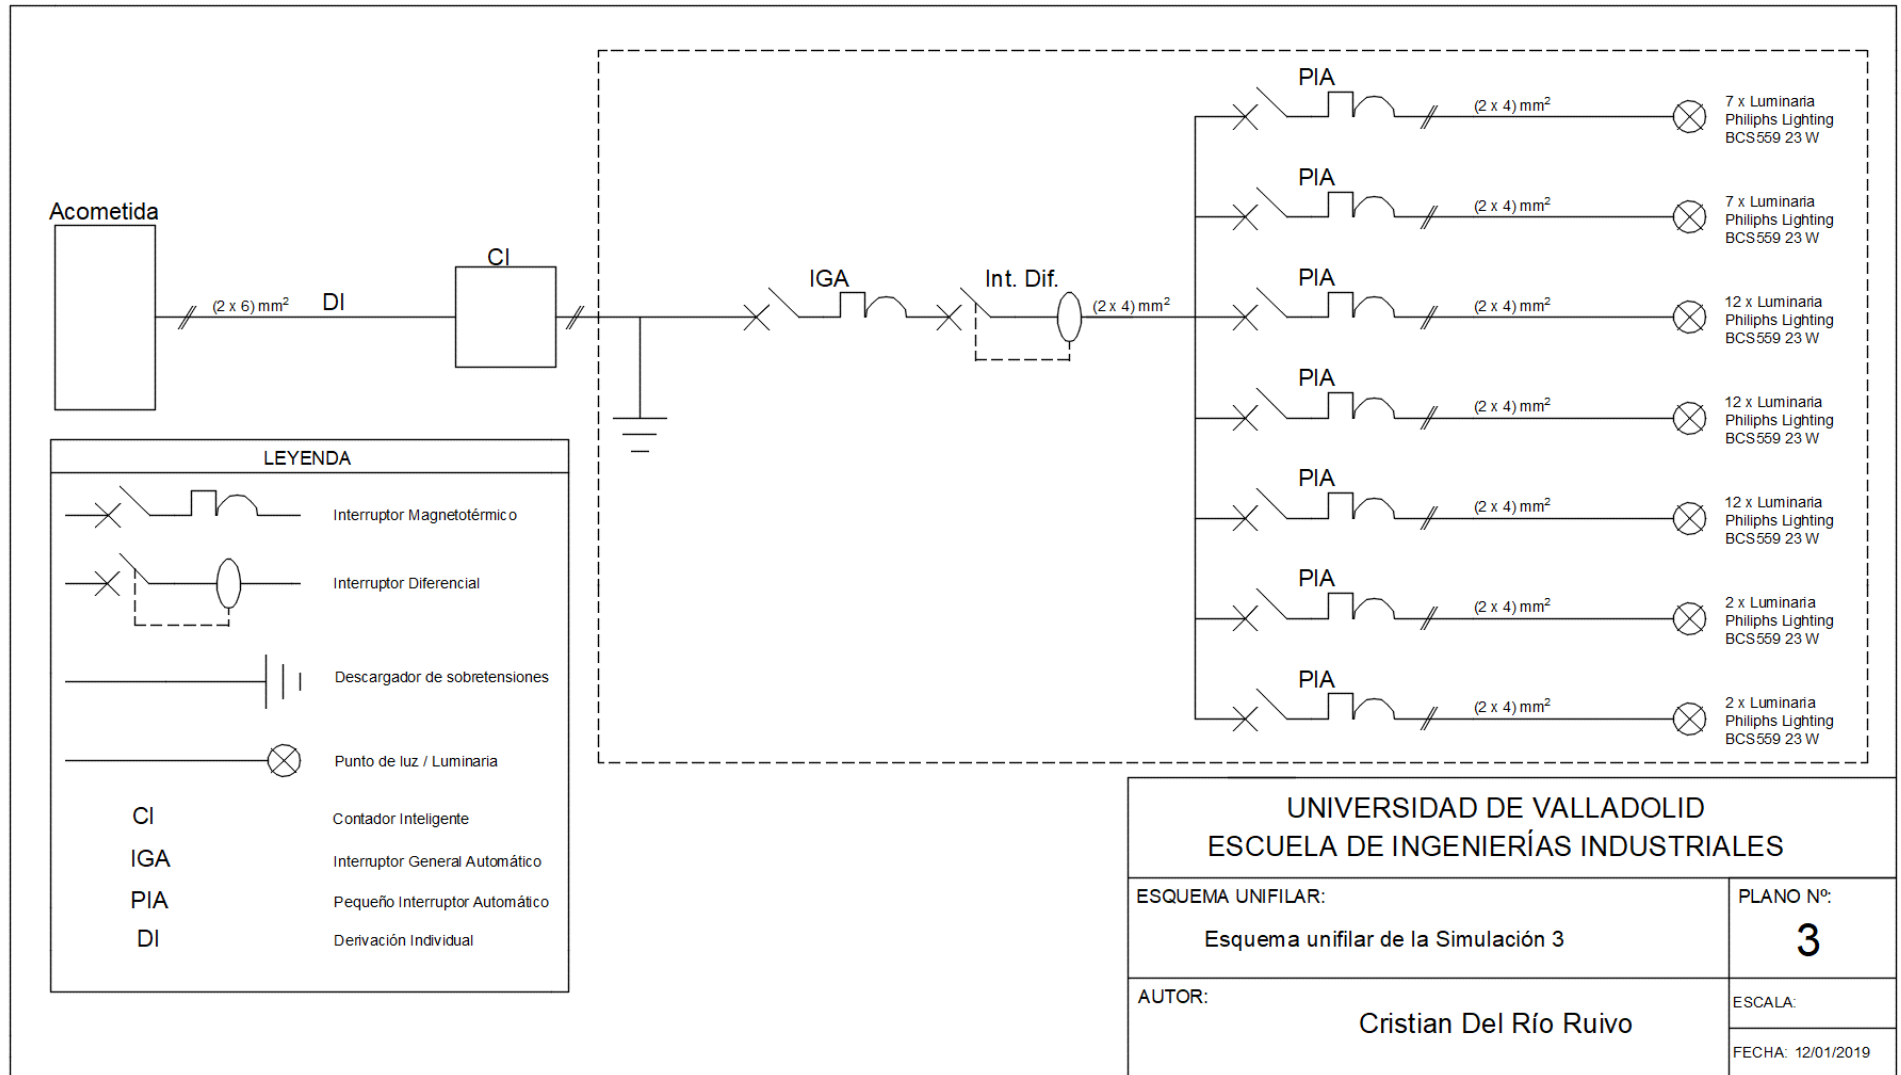 Acometida
(2 x 6) mm²
DI
CI
IGA
Int. Dif.
(2 x 4) mm²
PIA
(2 x 4) mm²
7 x Luminaria
Philiphs Lighting
BCS559 23 W
PIA
(2 x 4) mm²
7 x Luminaria
Philiphs Lighting
BCS559 23 W
PIA
(2 x 4) mm²
12 x Luminaria
Philiphs Lighting
BCS559 23 W
PIA
(2 x 4) mm²
12 x Luminaria
Philiphs Lighting
BCS559 23 W
PIA
(2 x 4) mm²
12 x Luminaria
Philiphs Lighting
BCS559 23 W
PIA
(2 x 4) mm²
2 x Luminaria
Philiphs Lighting
BCS559 23 W
PIA
(2 x 4) mm²
2 x Luminaria
Philiphs Lighting
BCS559 23 W
LEYENDA
Interruptor Magnetotérmico
Interruptor Diferencial
Descargador de sobretensiones
Punto de luz / Luminaria
CI Contador Inteligente
IGA Interruptor General Automático
PIA Pequeño Interruptor Automático
DI Derivación Individual
UNIVERSIDAD DE VALLADOLID
ESCUELA DE INGENIERÍAS INDUSTRIALES
ESQUEMA UNIFILAR:
Esquema unifilar de la Simulación 3
PLANO Nº:
3
AUTOR:
Cristian Del Río Ruivo
ESCALA:
FECHA: 12/01/2019